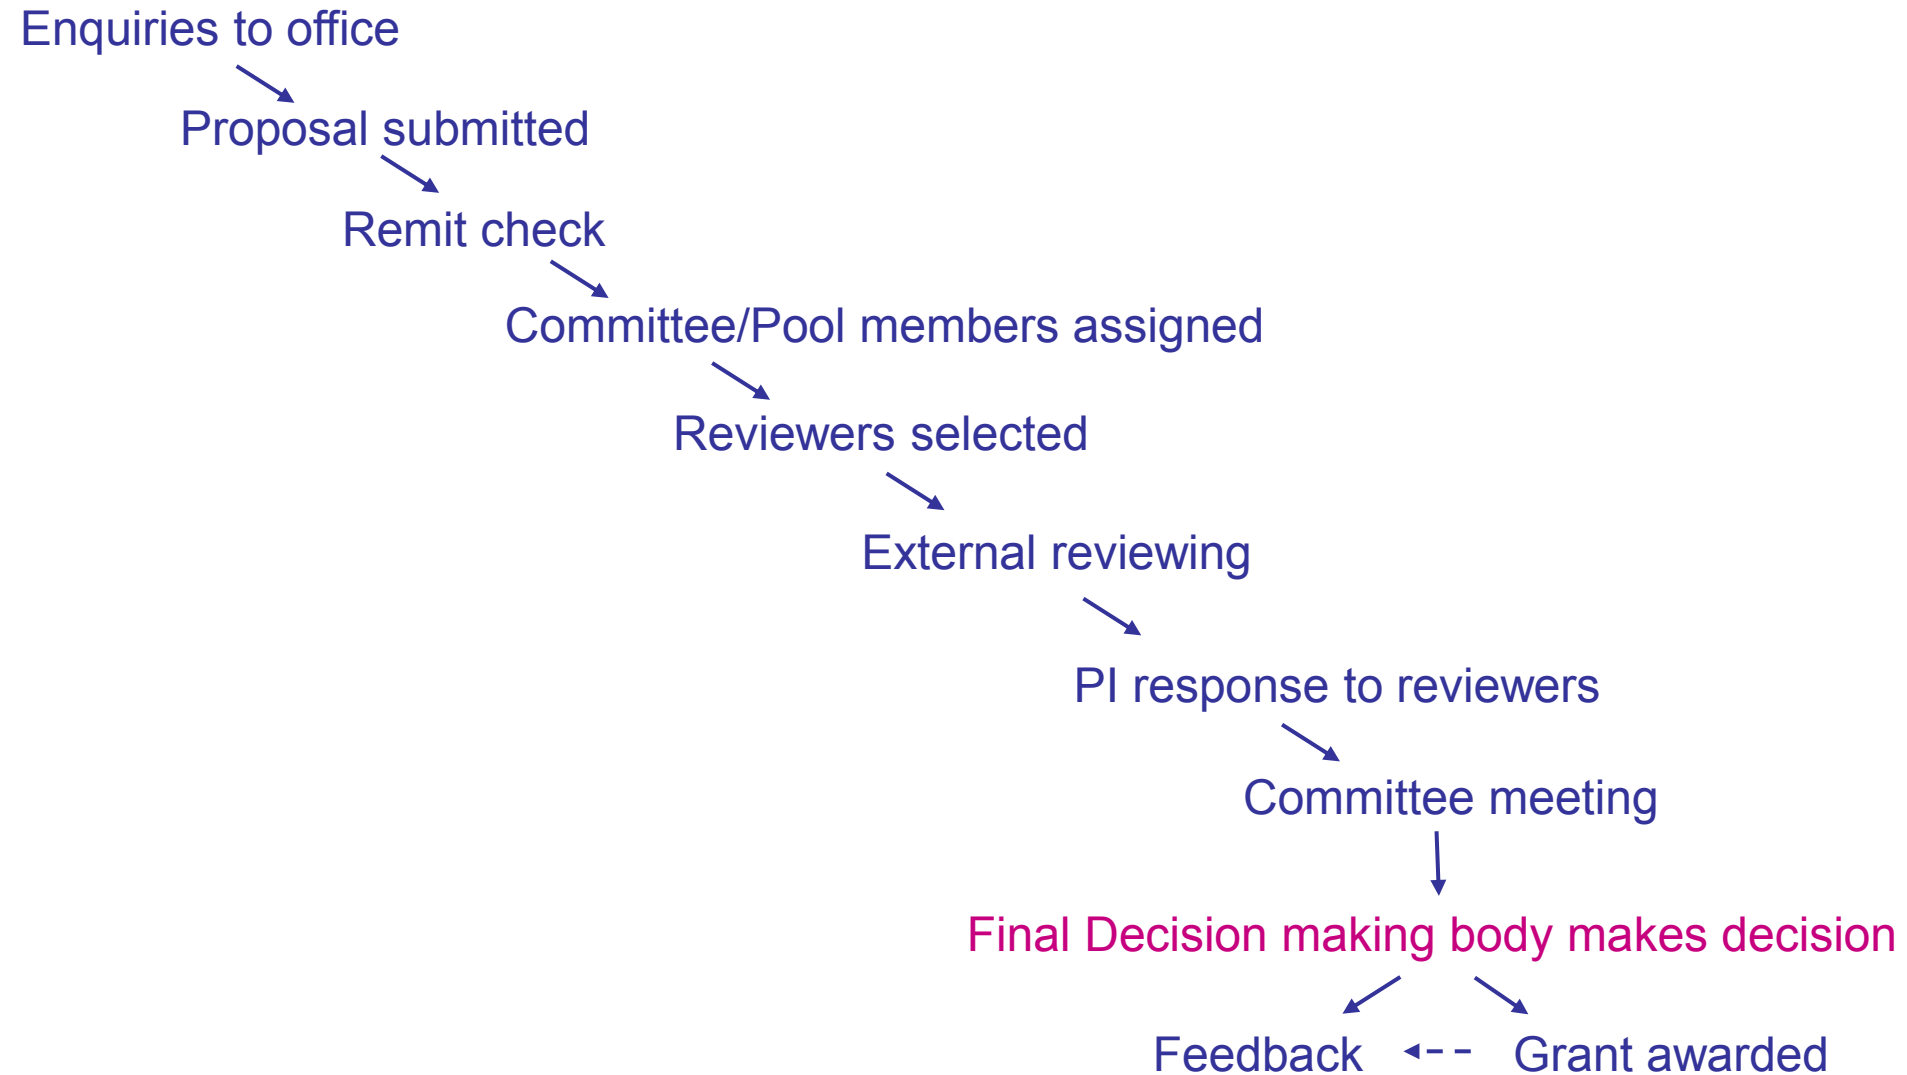 Enquiries to office
Proposal submitted
Remit check
Committee/Pool members assigned
Reviewers selected
External reviewing
PI response to reviewers
Committee meeting
Final Decision making body makes decision
Feedback
Grant awarded